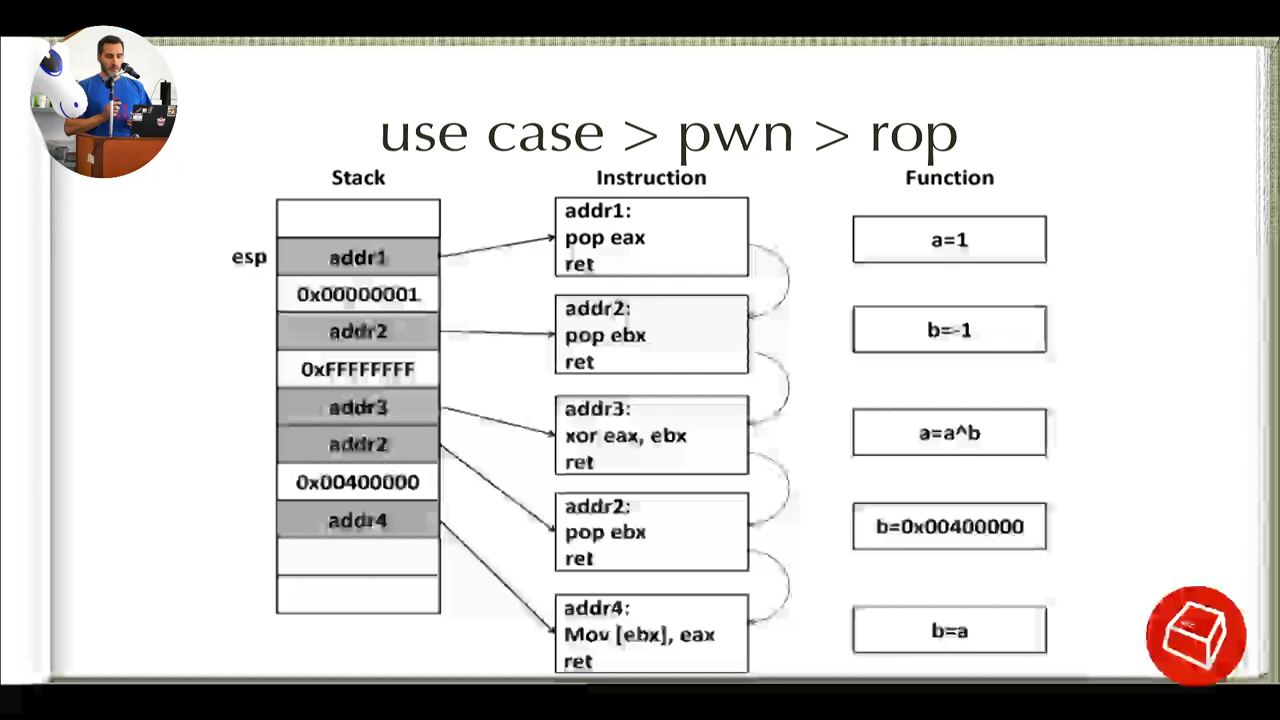 use case > pwn > rop
Stack
Instruction
Function
esp
addr1
0x00000001
addr2
0xFFFFFFFF
addr3
addr2
0x00400000
addr4
addr1:
pop eax
ret
addr2:
pop ebx
ret
addr3:
xor eax, ebx
ret
addr2:
pop ebx
ret
addr4:
Mov [ebx], eax
ret
a=1
b=-1
a=a^b
b=0x00400000
b=a